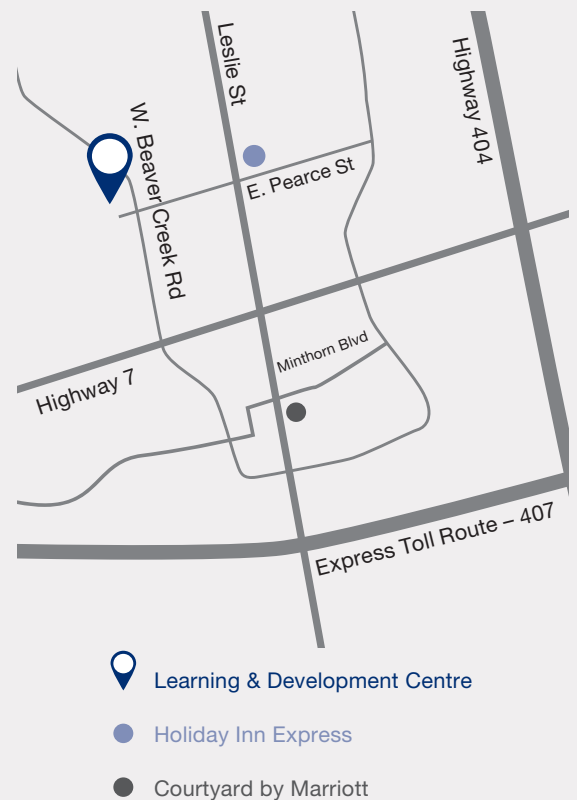 Leslie St
Highway 404
W. Beaver Creek Rd
E. Pearce St
Minthorn Blvd
Highway 7
Express Toll Route – 407
Learning & Development Centre
Holiday Inn Express
Courtyard by Marriott